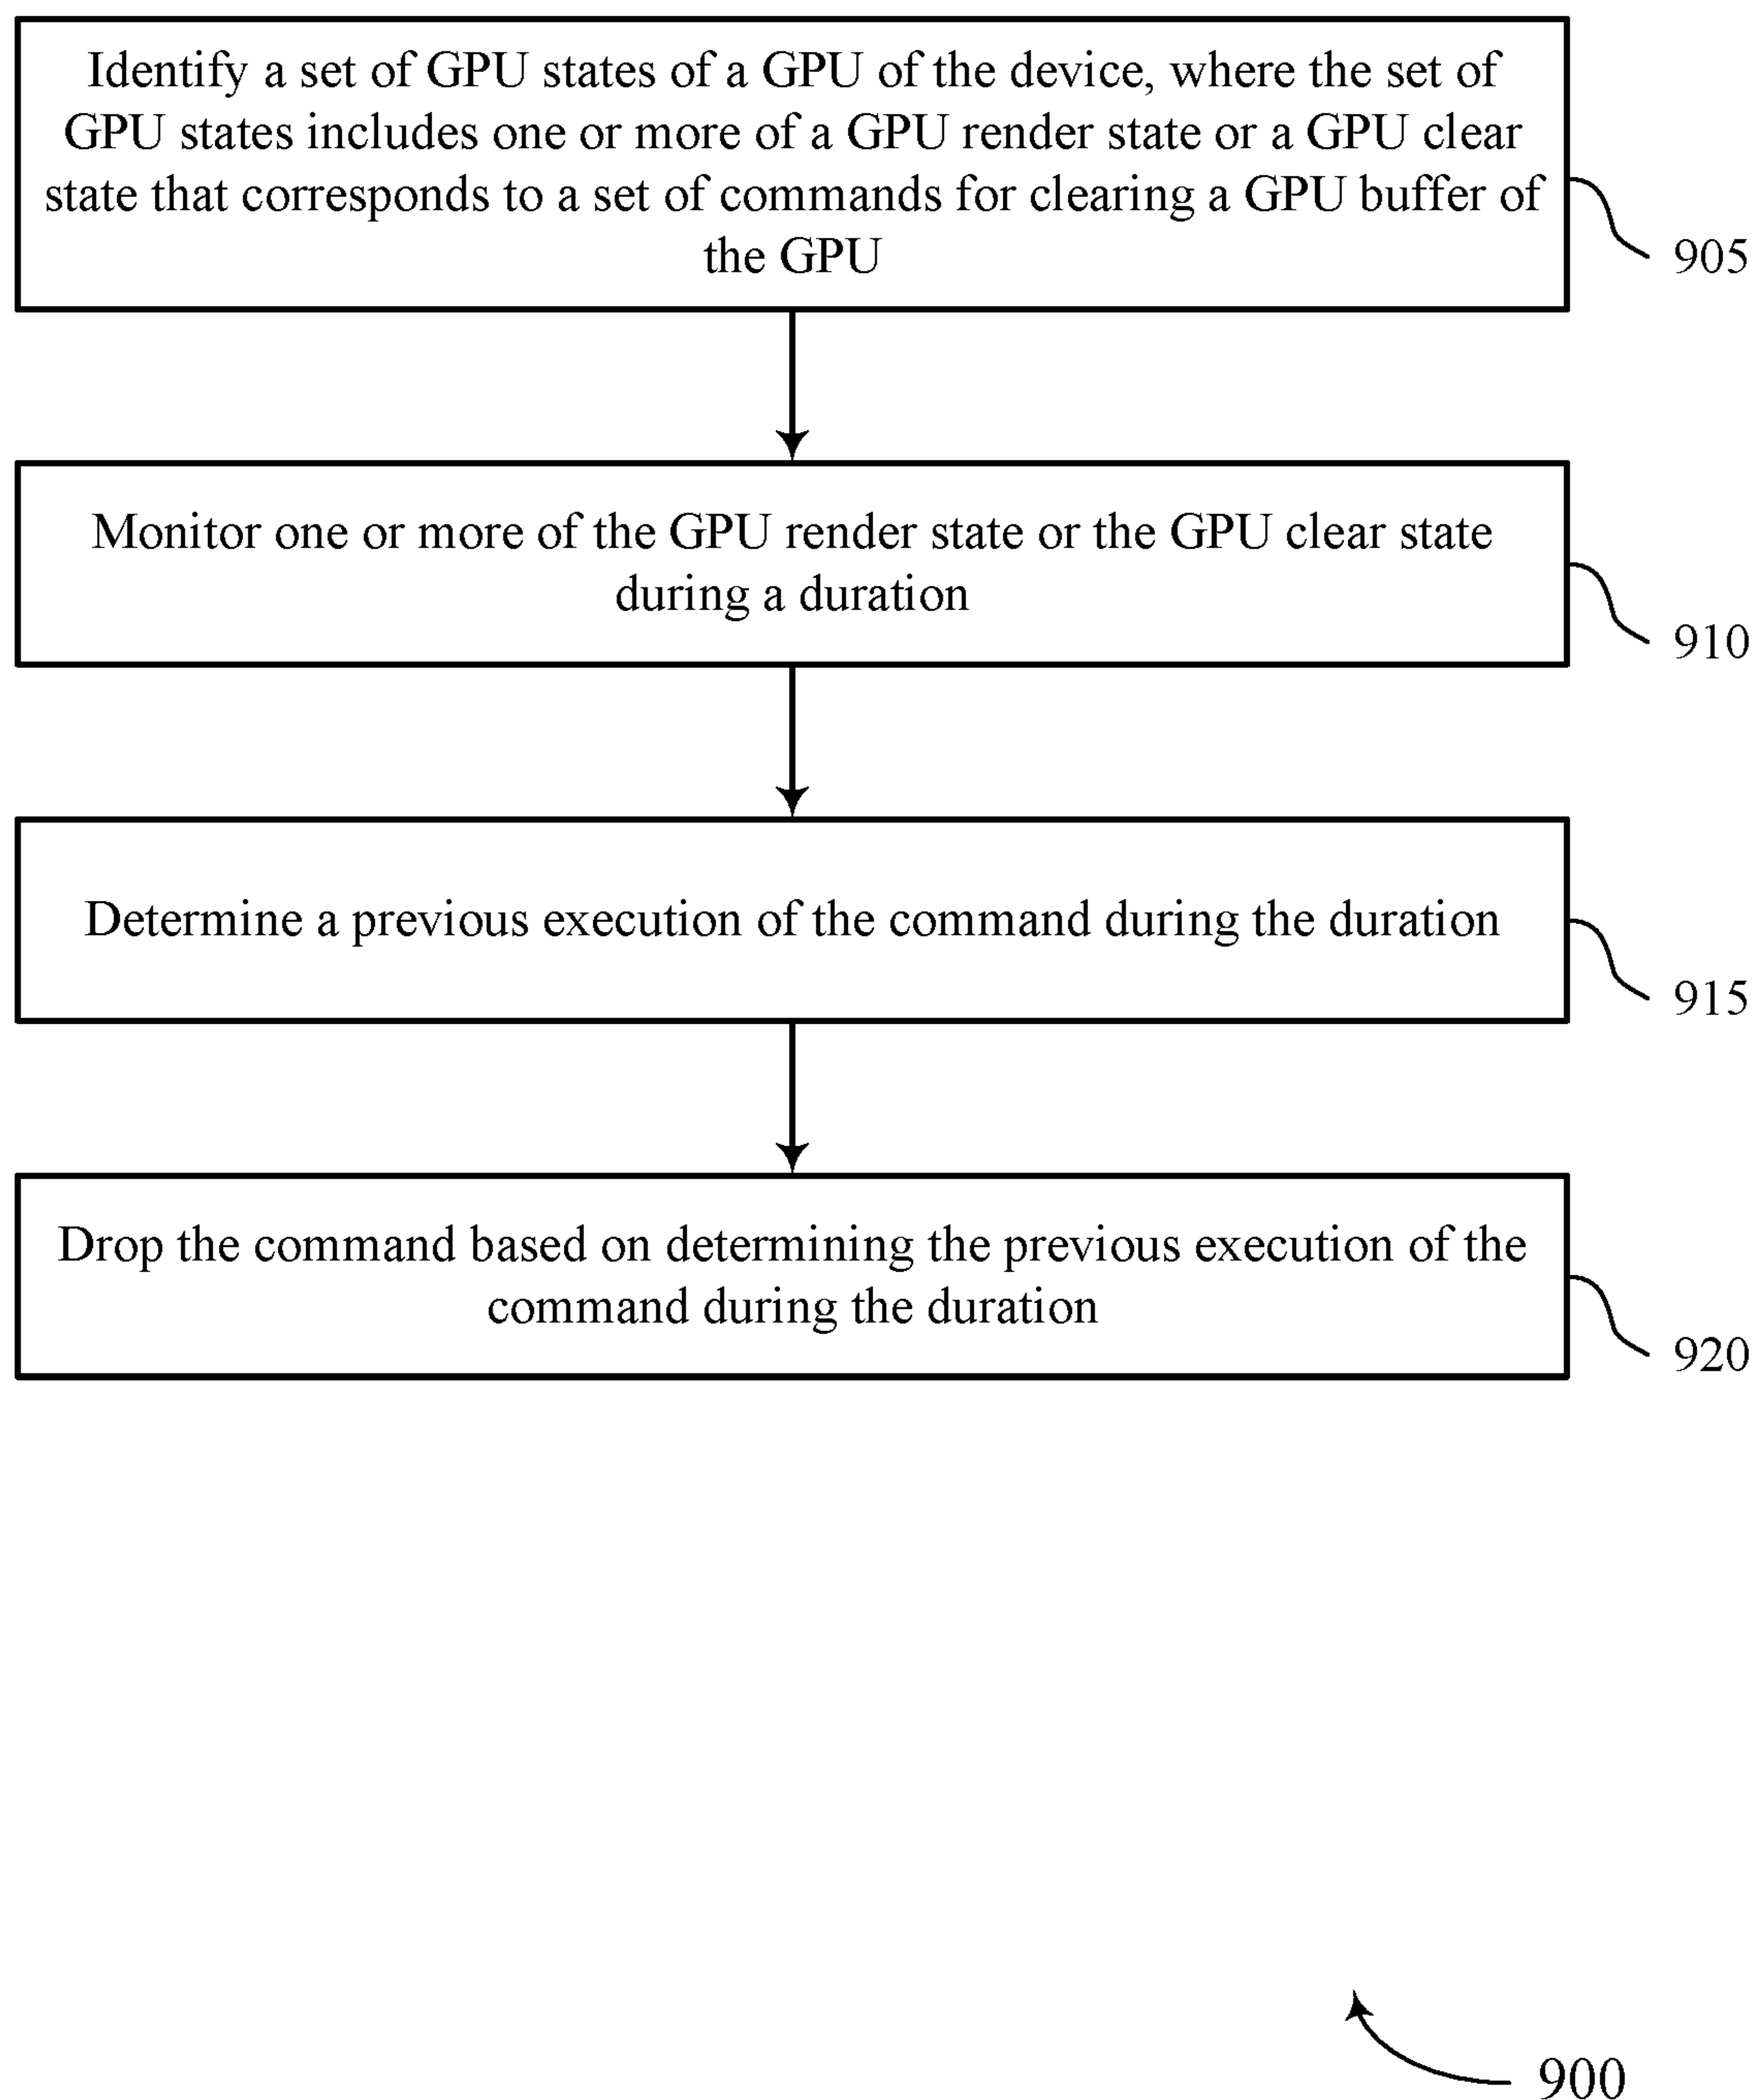 Identify a set of GPU states of a GPU of the device, where the set of
GPU states includes one or more of a GPU render state or a GPU clear
state that corresponds to a set of commands for clearing a GPU buffer of
the GPU
905
Monitor one or more of the GPU render state or the GPU clear state
during a duration
910
Determine a previous execution of the command during the duration
915
Drop the command based on determining the previous execution of the
command during the duration
920
900